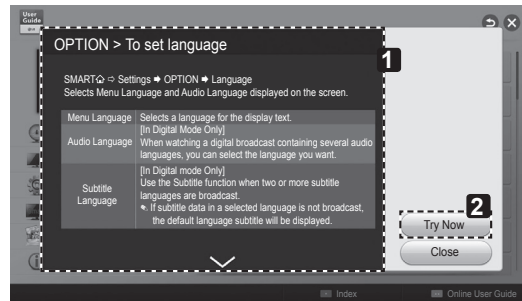 User
Guide
OPTION > To set language
1
SMART ⇨ Settings ➡ OPTION ➡ Language
Selects Menu Language and Audio Language displayed on the screen.
Menu Language Selects a language for the display text.
Audio Language
[In Digital Mode Only]
When watching a digital broadcast containing several audio
languages, you can select the language you want.
Subtitle
Language
[In Digital mode Only]
Use the Subtitle function when two or more subtitle
languages are broadcast.
If subtitle data in a selected language is not broadcast,
the default language subtitle will be displayed.
2
Try Now
Close
Index
Online User Guide